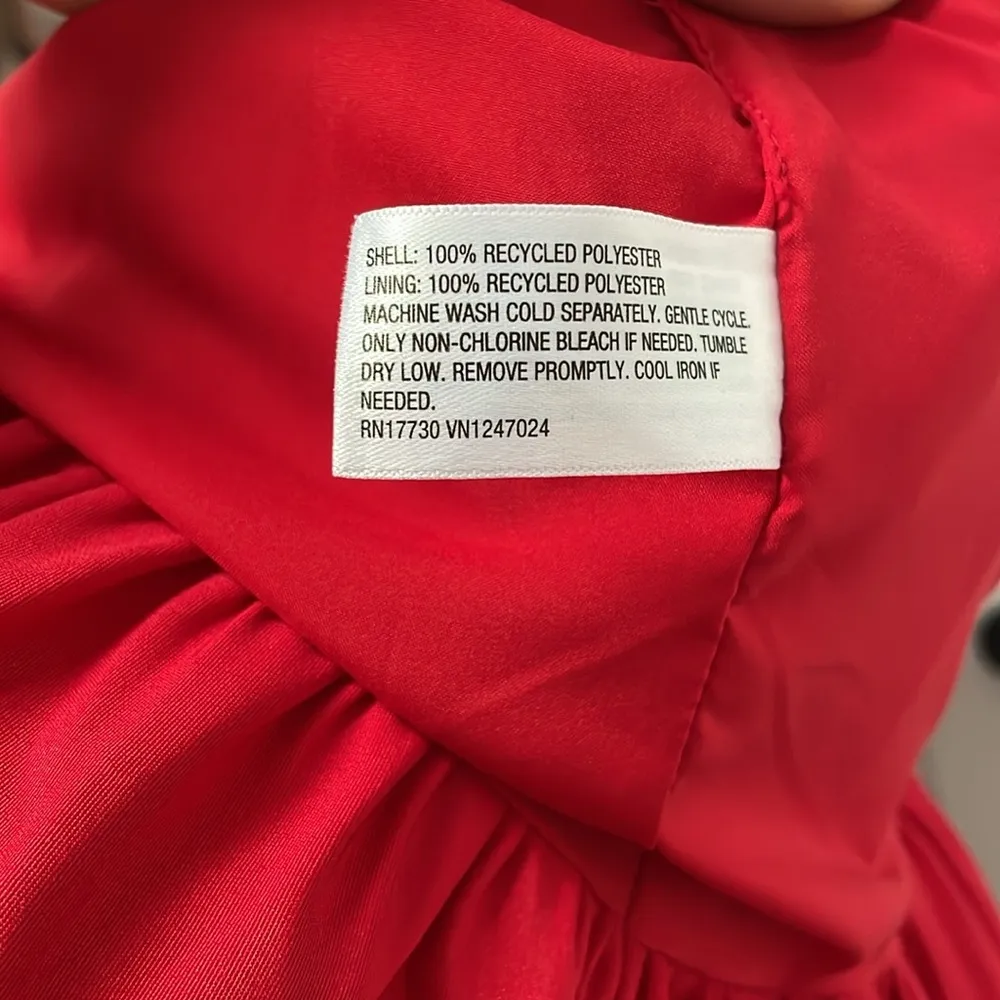 SHELL: 100% RECYCLED POLYESTER
LINING: 100% RECYCLED POLYESTER
MACHINE WASH COLD SEPARATELY. GENTLE CYCLE.
ONLY NON-CHLORINE BLEACH IF NEEDED. TUMBLE
DRY LOW. REMOVE PROMPTLY. COOL IRON IF
NEEDED.
RN17730 VN1247024